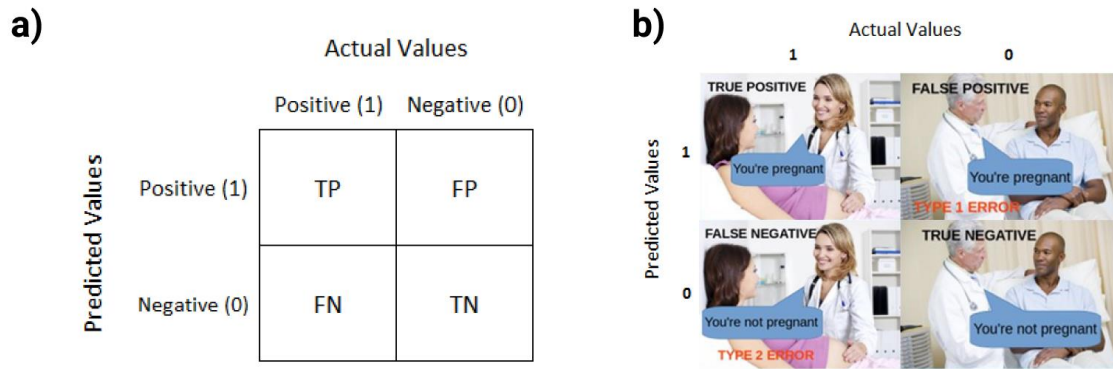 a)
Actual Values
Positive (1) Negative (0)
Predicted Values
Positive (1) TP FP
Negative (0) FN TN
b)
Actual Values
1 0
Predicted Values
1
TRUE POSITIVE
You're pregnant
FALSE POSITIVE
You're pregnant
TYPE 1 ERROR
0
FALSE NEGATIVE
You're not pregnant
TYPE 2 ERROR
TRUE NEGATIVE
You're not pregnant